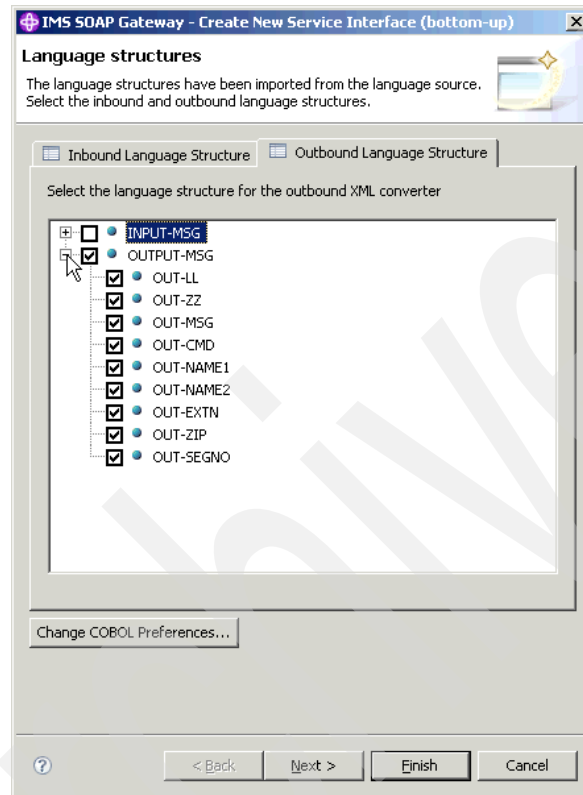 IMS SOAP Gateway - Create New Service Interface (bottom-up)
Language structures
The language structures have been imported from the language source.
Select the inbound and outbound language structures.
Inbound Language Structure Outbound Language Structure
Select the language structure for the outbound XML converter
INPUT-MSG
OUTPUT-MSG
OUT-LL
OUT-ZZ
OUT-MSG
OUT-CMD
OUT-NAME1
OUT-NAME2
OUT-EXTN
OUT-ZIP
OUT-SEGNO
Change COBOL Preferences...
? < Back Next > Finish Cancel